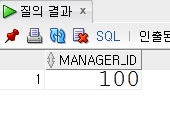 질의 결과 x
SQL | 인출된
MANAGER_ID
1 100